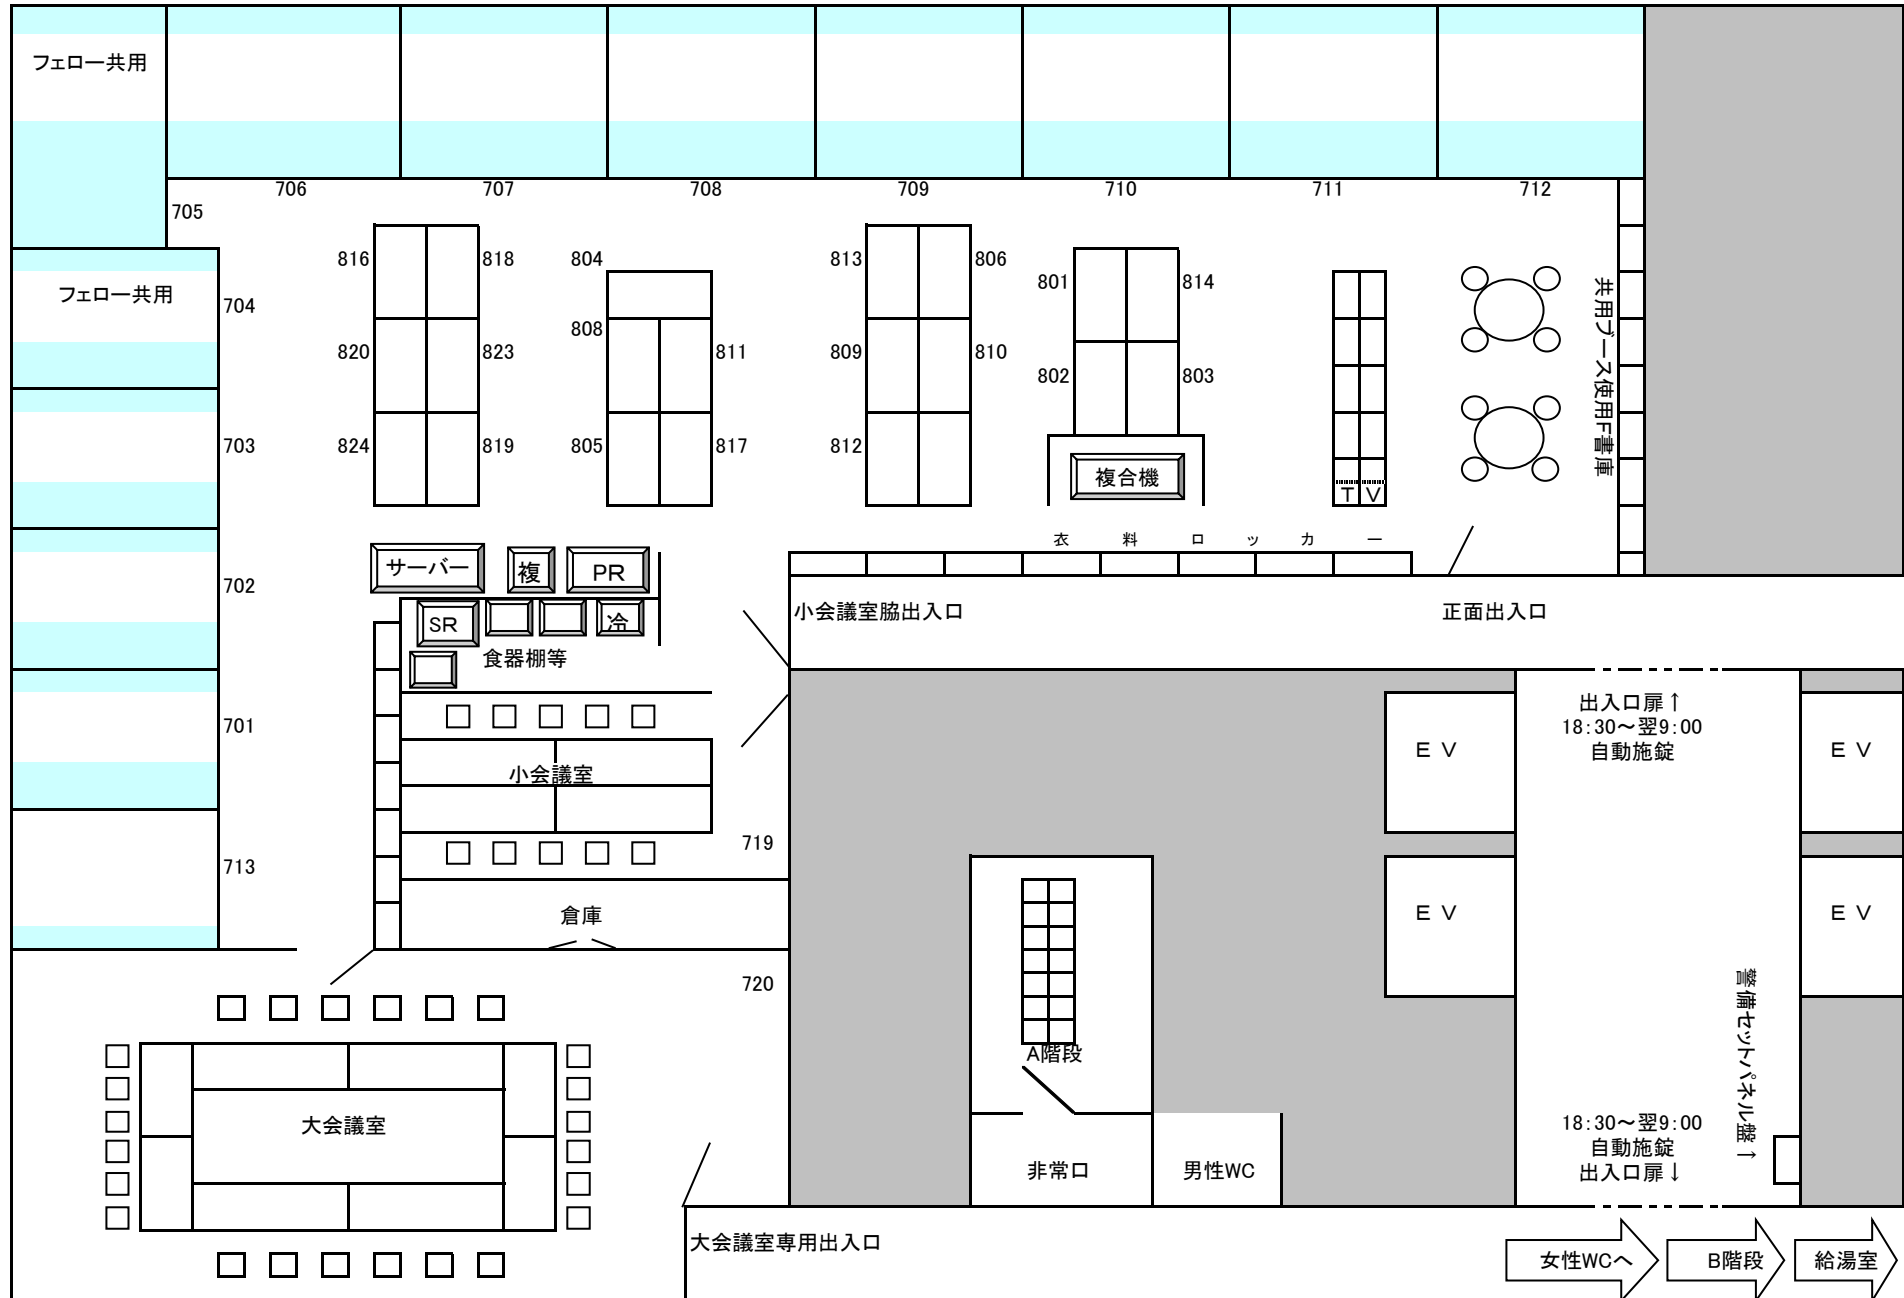 フェロー共用
706
707
708
709
710
711
712
705
816
818
804
813
806
801
814
フェロー共用
704
808
820
823
811
809
810
802
803
共用ブース使用F書庫
703
824
819
805
817
812
複合機
T V
衣 料 ロ ッ カ ー
サーバー
複
PR
702
SR
冷
食器棚等
小会議室脇出入口
正面出入口
701
小会議室
出入口扉↑
18:30～翌9:00
自動施錠
E V
E V
719
713
倉庫
E V
E V
720
A階段
警備セットパネル盤→
大会議室
非常口
男性WC
18:30～翌9:00
自動施錠
出入口扉↓
大会議室専用出入口
女性WCへ
B階段
給湯室